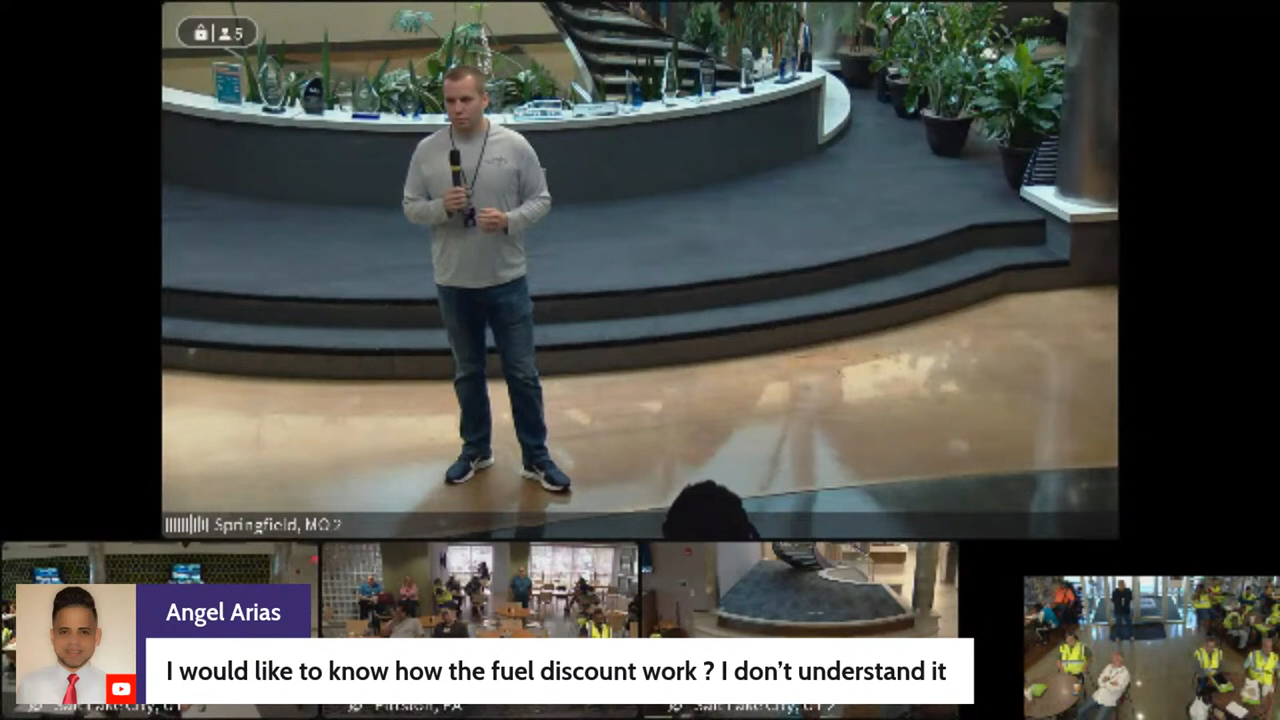 5
Springfield, MO 2
Angel Arias
I would like to know how the fuel discount work ? I don’t understand it